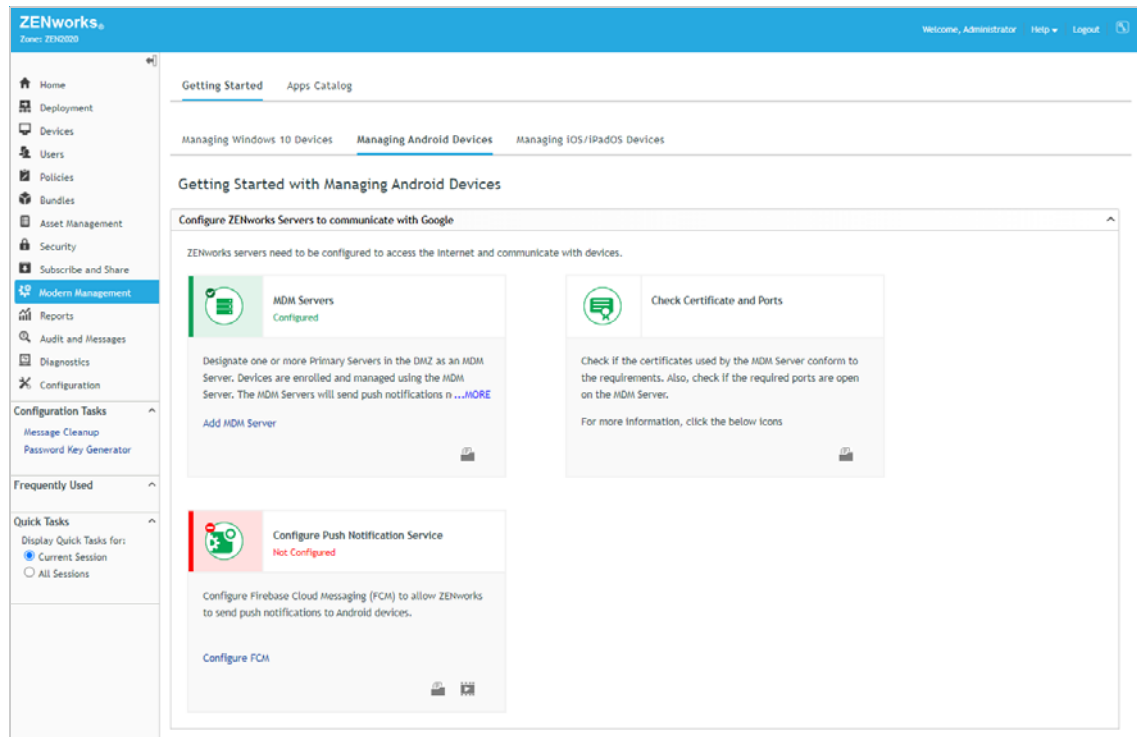 ZENworks®
Zone: ZEN2020
Welcome, Administrator Help Logout
Home
Deployment
Devices
Users
Policies
Bundles
Asset Management
Security
Subscribe and Share
Modern Management
Reports
Audit and Messages
Diagnostics
Configuration
Configuration Tasks
Message Cleanup
Password Key Generator
Frequently Used
Quick Tasks
Display Quick Tasks for:
Current Session
All Sessions
Getting Started Apps Catalog
Managing Windows 10 Devices Managing Android Devices Managing iOS/iPadOS Devices
Getting Started with Managing Android Devices
Configure ZENworks Servers to communicate with Google
ZENworks servers need to be configured to access the internet and communicate with devices.
MDM Servers
Configured
Designate one or more Primary Servers in the DMZ as an MDM
Server. Devices are enrolled and managed using the MDM
Server. The MDM Servers will send push notifications n ...MORE
Add MDM Server
Check Certificate and Ports
Check if the certificates used by the MDM Server conform to
the requirements. Also, check if the required ports are open
on the MDM Server.
For more information, click the below icons
Configure Push Notification Service
Not Configured
Configure Firebase Cloud Messaging (FCM) to allow ZENworks
to send push notifications to Android devices.
Configure FCM